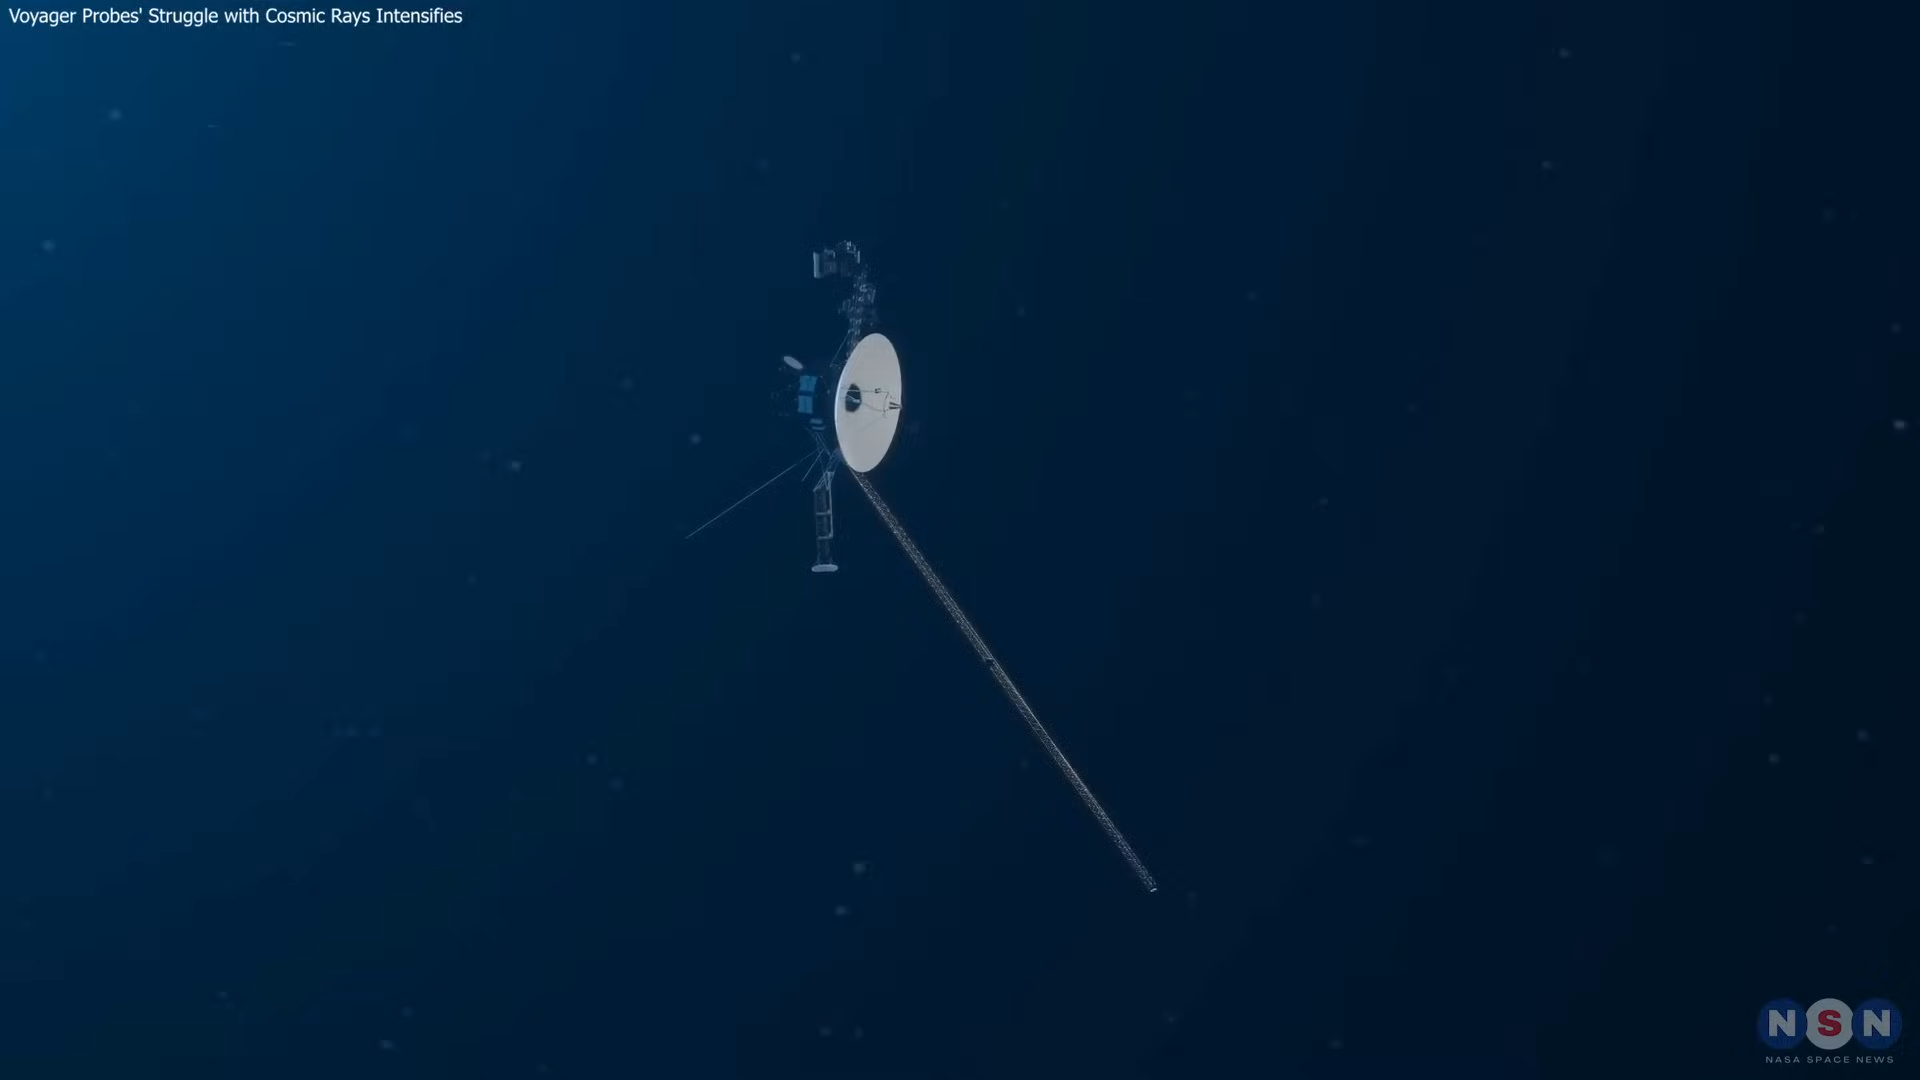 Voyager Probes' Struggle with Cosmic Rays Intensifies
NSN
NASA SPACE NEWS